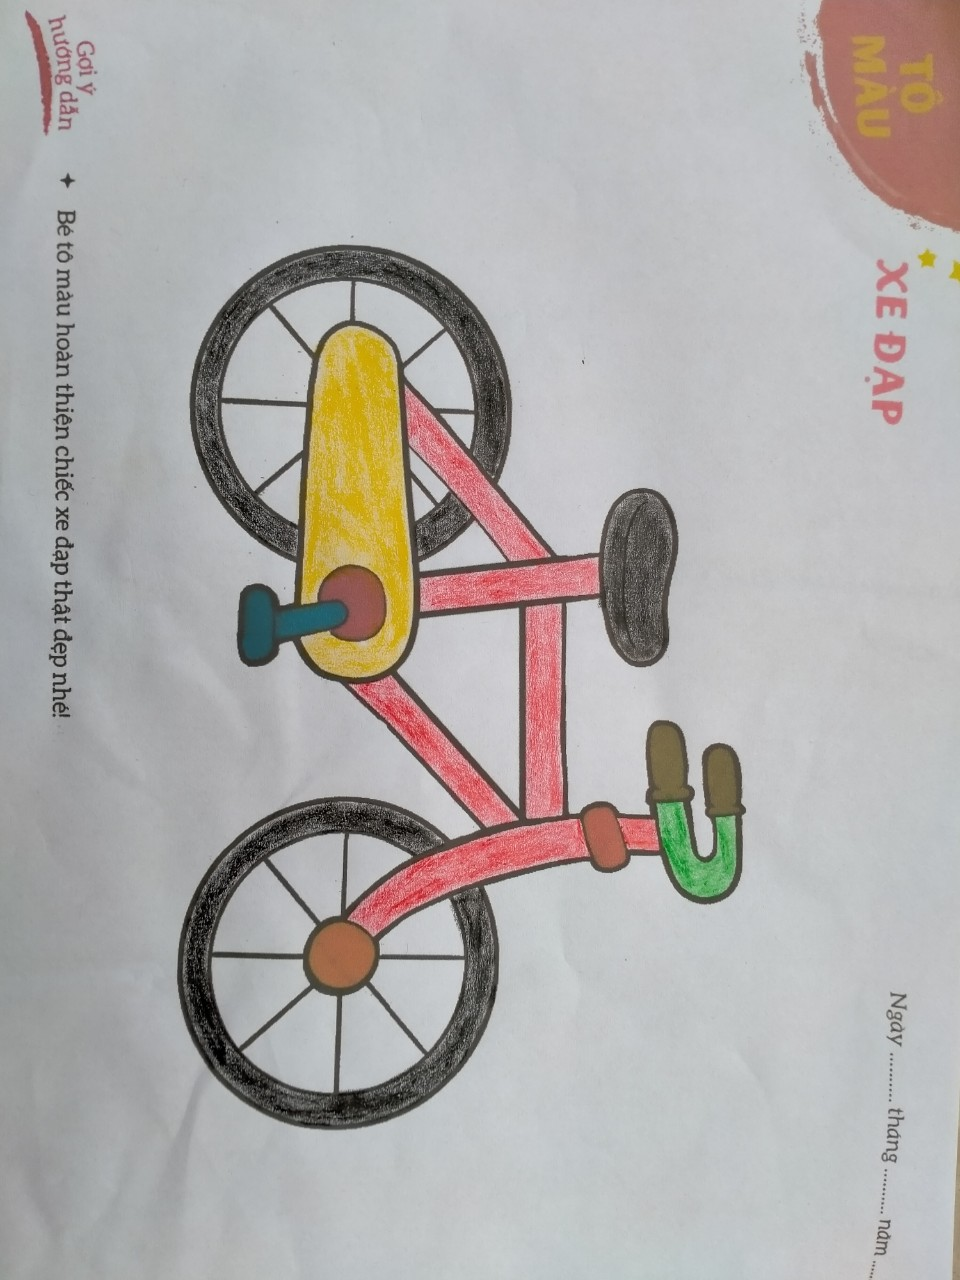 TÔ
MÀU
XE ĐẠP
Ngày .......... tháng .......... năm ....
Gợi ý
hướng dẫn
Bé tô màu hoàn thiện chiếc xe đạp thật đẹp nhé!